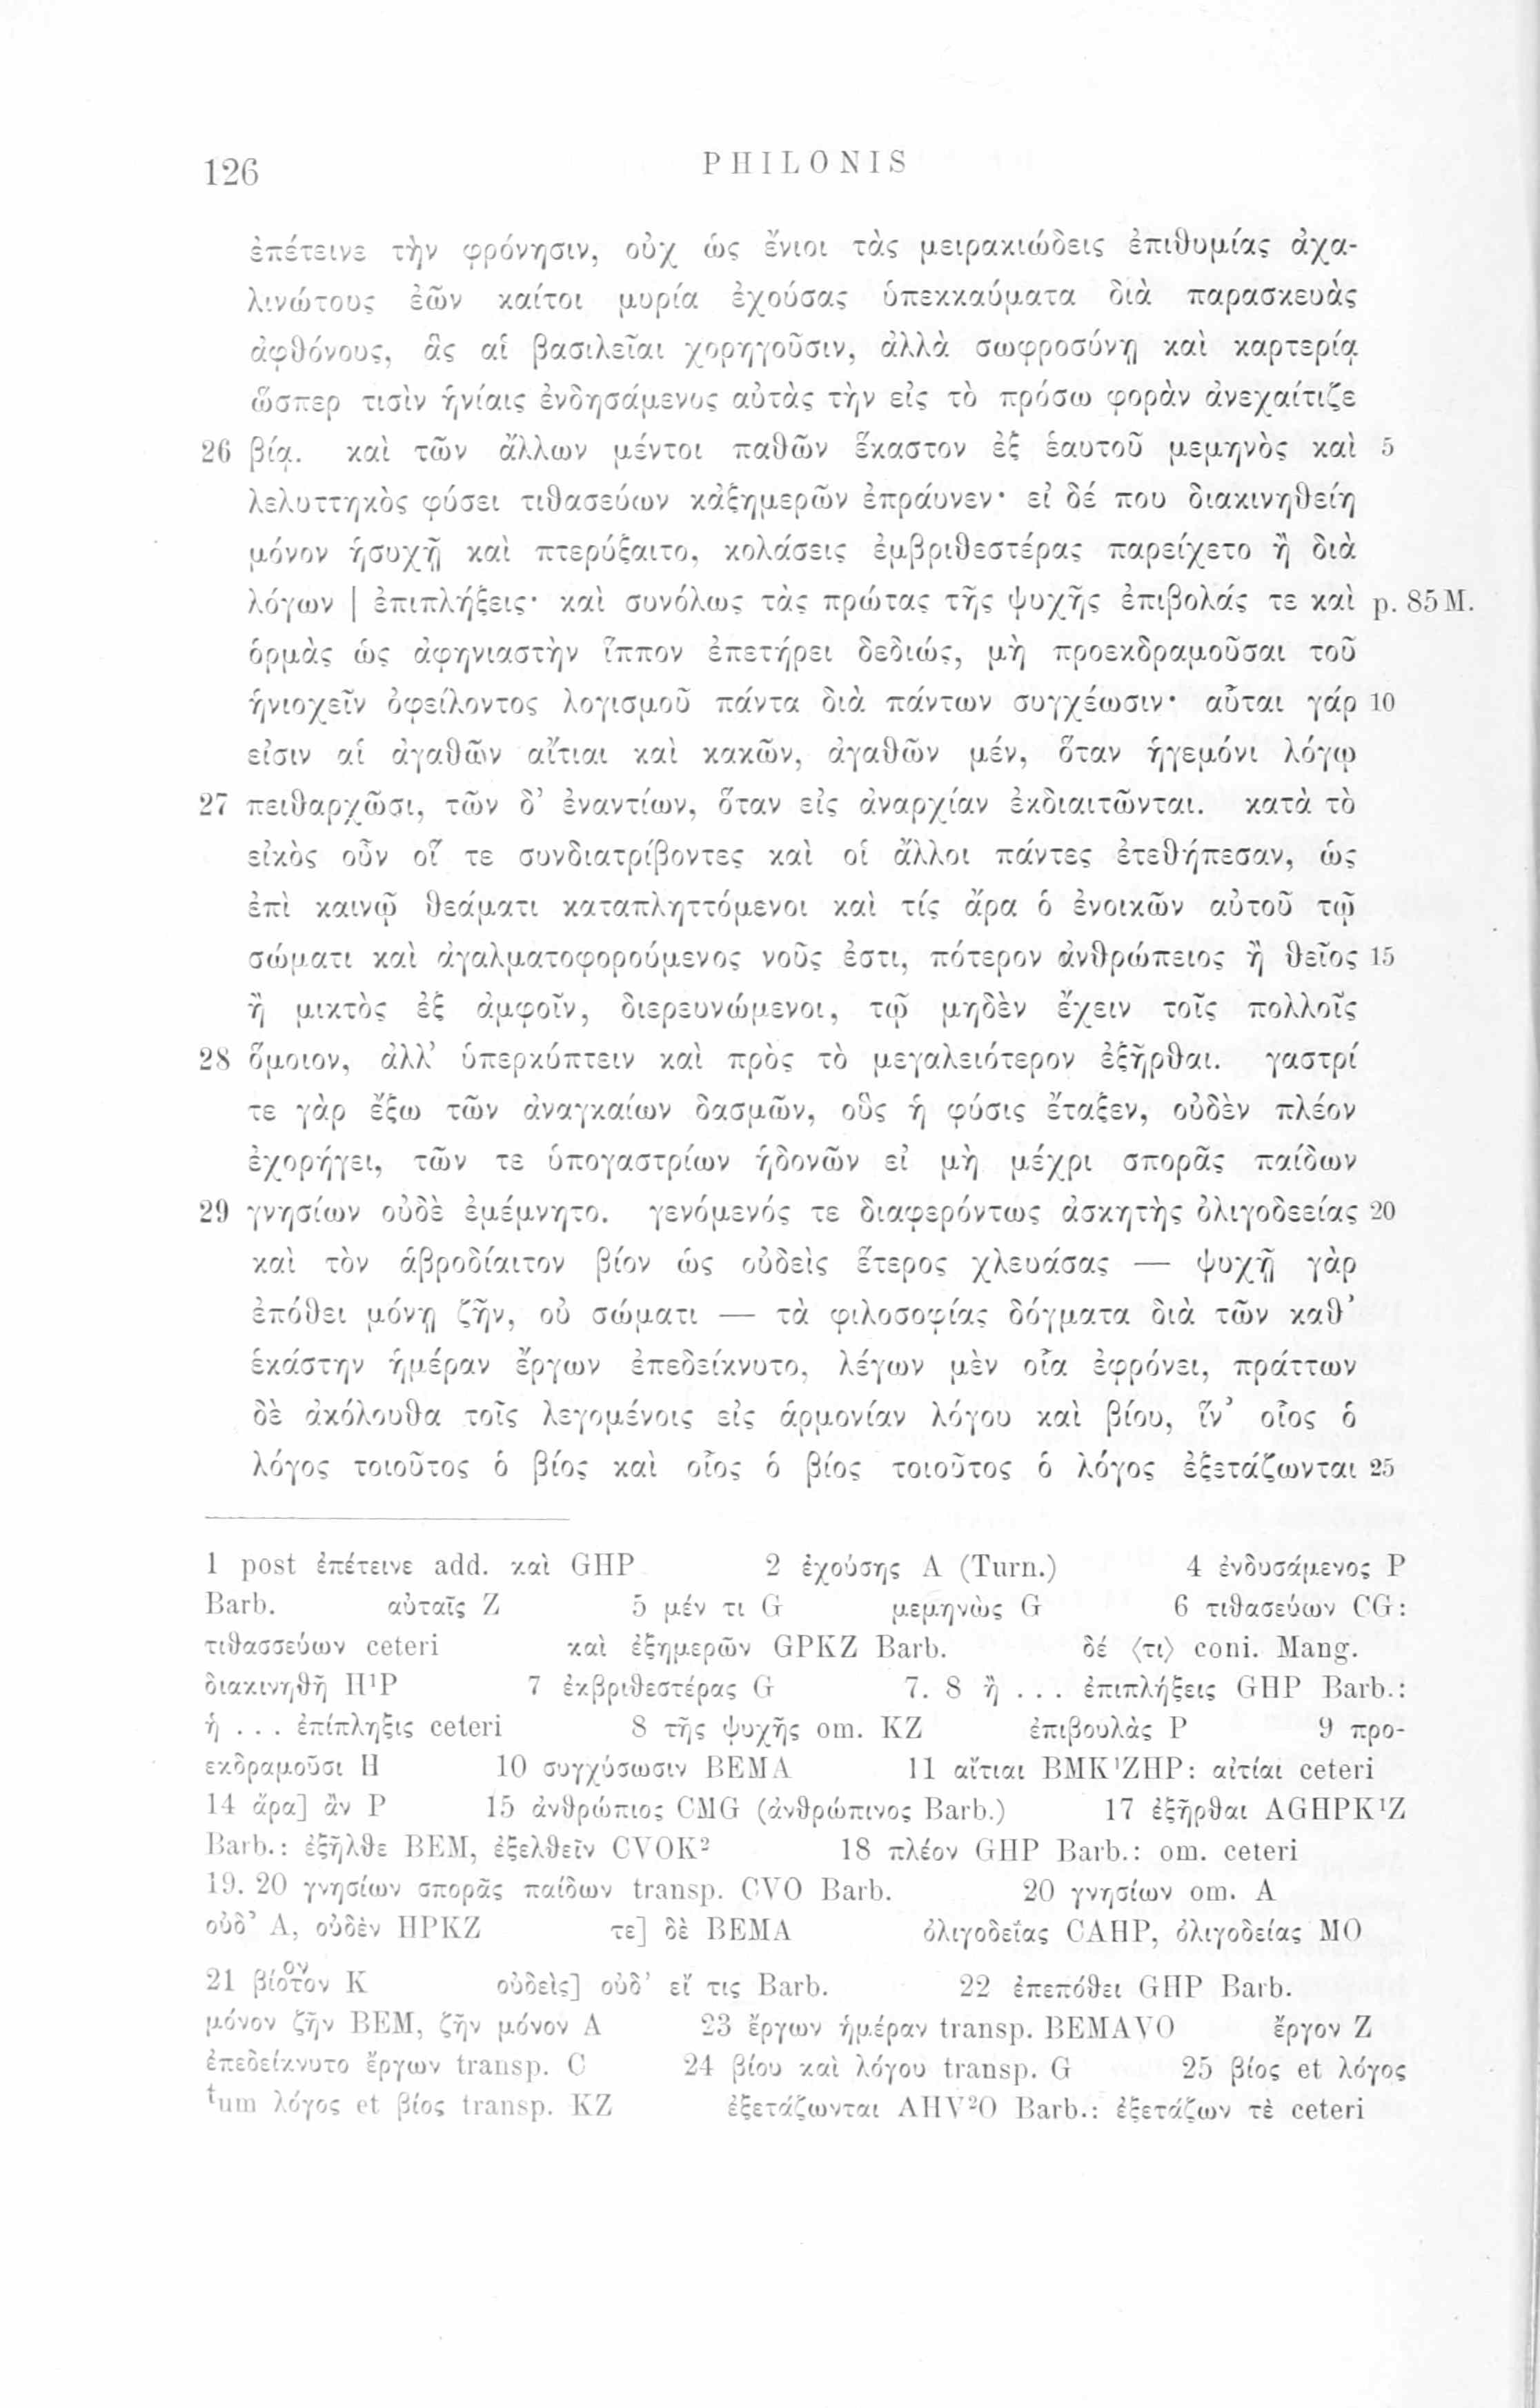 126
PHILONIS
ἐπέτεινε τὴν φρόνησιν, οὐχ ὡς ἔνιοι τὰς μειρακιώδεις ἐπιθυμίας ἀχα-
λινώτους ἐῶν καίτοι μυρία ἐχούσας ὑπεκκαύματα διὰ παρασκευὰς
ἀφθόνους, ἃς αἱ βασιλεῖαι χορηγοῦσιν, ἀλλὰ σωφροσύνῃ καὶ καρτερίᾳ
ὥσπερ τισὶν ἡνίαις ἐνδησάμενος αὐτὰς τὴν εἰς τὸ πρόσω φορὰν ἀνεχαίτιζε
26 βίᾳ. καὶ τῶν ἄλλων μέντοι παθῶν ἕκαστον ἐξ ἑαυτοῦ μεμηνὸς καὶ 5
λελυττηκὸς φύσει τιθασεύων κἀξημερῶν ἐπράυνεν· εἰ δέ που διακινηθείη
μόνον ἡσυχῇ καὶ πτερύξαιτο, κολάσεις ἐμβριθεστέρας παρείχετο ἢ διὰ
λόγων | ἐπιπλήξεις· καὶ συνόλως τὰς πρώτας τῆς ψυχῆς ἐπιβολάς τε καὶ p. 85 M.
ὁρμὰς ὡς ἀφηνιαστὴν ἵππον ἐπετήρει δεδιώς, μὴ προεκδραμοῦσαι τοῦ
ἡνιοχεῖν ὀφείλοντος λογισμοῦ πάντα διὰ πάντων συγχέωσιν· αὗται γάρ 10
εἰσιν αἱ ἀγαθῶν αἴτιαι καὶ κακῶν, ἀγαθῶν μέν, ὅταν ἡγεμόνι λόγῳ
27 πειθαρχῶσι, τῶν δ’ ἐναντίων, ὅταν εἰς ἀναρχίαν ἐκδιαιτῶνται. κατὰ τὸ
εἰκὸς οὖν οἵ τε συνδιατρίβοντες καὶ οἱ ἄλλοι πάντες ἐτεθήπεσαν, ὡς
ἐπὶ καινῷ θεάματι καταπληττόμενοι καὶ τίς ἄρα ὁ ἐνοικῶν αὐτοῦ τῷ
σώματι καὶ ἀγαλματοφορούμενος νοῦς ἐστι, πότερον ἀνθρώπειος ἢ θεῖος 15
ἢ μικτὸς ἐξ ἀμφοῖν, διερευνώμενοι, τῷ μηδὲν ἔχειν τοῖς πολλοῖς
28 ὅμοιον, ἀλλ’ ὑπερκύπτειν καὶ πρὸς τὸ μεγαλειότερον ἐξῆρθαι. γαστρί
τε γὰρ ἔξω τῶν ἀναγκαίων δασμῶν, οὓς ἡ φύσις ἔταξεν, οὐδὲν πλέον
ἐχορήγει, τῶν τε ὑπογαστρίων ἡδονῶν εἰ μὴ μέχρι σπορᾶς παίδων
29 γνησίων οὐδὲ ἐμέμνητο. γενόμενός τε διαφερόντως ἀσκητὴς ὀλιγοδεείας 20
καὶ τὸν ἁβροδίαιτον βίον ὡς οὐδεὶς ἕτερος χλευάσας — ψυχῇ γὰρ
ἐπόθει μόνῃ ζῆν, οὐ σώματι — τὰ φιλοσοφίας δόγματα διὰ τῶν καθ’
ἑκάστην ἡμέραν ἔργων ἐπεδείκνυτο, λέγων μὲν οἷα ἐφρόνει, πράττων
δὲ ἀκόλουθα τοῖς λεγομένοις εἰς ἁρμονίαν λόγου καὶ βίου, ἵν’ οἷος ὁ
λόγος τοιοῦτος ὁ βίος καὶ οἷος ὁ βίος τοιοῦτος ὁ λόγος ἐξετάζωνται 25
1 post ἐπέτεινε add. καὶ GHP 2 ἐχούσης A (Turn.) 4 ἐνδυσάμενος P
Barb. αὐταῖς Z 5 μέν τι G μεμηνὼς G 6 τιθασεύων CG:
τιθασσεύων ceteri καὶ ἐξημερῶν GPKZ Barb. δέ ⟨τι⟩ coni. Mang.
διακινηθῇ H¹P 7 ἐκβριθεστέρας G 7. 8 ἢ . . . ἐπιπλήξεις GHP Barb.:
ἡ . . . ἐπίπληξις ceteri 8 τῆς ψυχῆς om. KZ ἐπιβουλὰς P 9 προ-
εκδραμοῦσι H 10 συγχύσωσιν BEMA 11 αἴτιαι BMK¹ZHP: αἰτίαι ceteri
14 ἄρα] ἂν P 15 ἀνθρώπιος CMG (ἀνθρώπινος Barb.) 17 ἐξῆρθαι AGHPK¹Z
Barb.: ἐξῆλθε BEM, ἐξελθεῖν CVOK² 18 πλέον GHP Barb.: om. ceteri
19. 20 γνησίων σπορᾶς παίδων transp. CVO Barb. 20 γνησίων om. A
οὐδ’ A, οὐδὲν HPKZ τε] δὲ BEMA ὀλιγοδεΐας CAHP, ὀλιγοδείας MO
21 βίοτον K οὐδεὶς] οὐδ’ εἴ τις Barb. 22 ἐπεπόθει GHP Barb.
μόνον ζῆν BEM, ζῆν μόνον A 23 ἔργων ἡμέραν transp. BEMAVO ἔργον Z
ἐπεδείκνυτο ἔργων transp. C 24 βίου καὶ λόγου transp. G 25 βίος et λόγος
tum λόγος et βίος transp. KZ ἐξετάζωνται AHV²O Barb.: ἐξετάζων τὲ ceteri